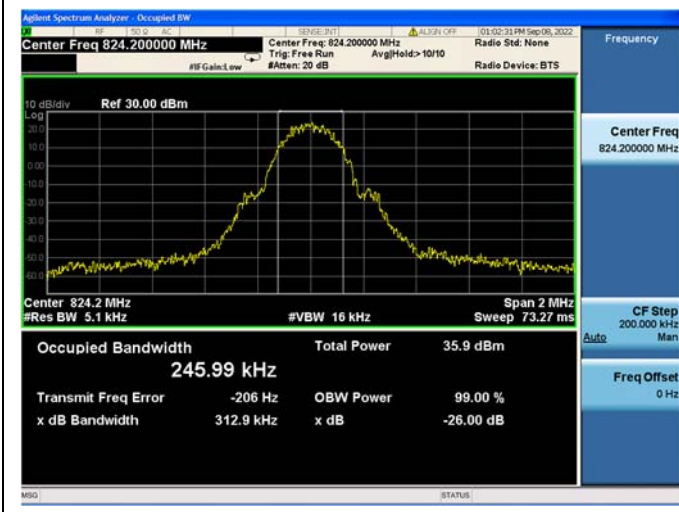 Agilent Spectrum Analyzer - Occupied BW
RF 50 Ω AC SENSE:INT ALIGN OFF 01:02:31 PM Sep 08, 2022
Center Freq 824.200000 MHz Center Freq: 824.200000 MHz Radio Std: None Frequency
Trig: Free Run Avg|Hold:> 10/10
#IFGain:Low #Atten: 20 dB Radio Device: BTS
10 dB/div Ref 30.00 dBm
Log
20.0
10.0
0.00
-10.0
-20.0
-30.0
-40.0
-50.0
-60.0
Center Freq
824.200000 MHz
Center 824.2 MHz Span 2 MHz
#Res BW 5.1 kHz #VBW 16 kHz Sweep 73.27 ms
CF Step
200.000 kHz
Auto Man
Occupied Bandwidth Total Power 35.9 dBm
245.99 kHz
Freq Offset
0 Hz
Transmit Freq Error -206 Hz OBW Power 99.00 %
x dB Bandwidth 312.9 kHz x dB -26.00 dB
MSG STATUS